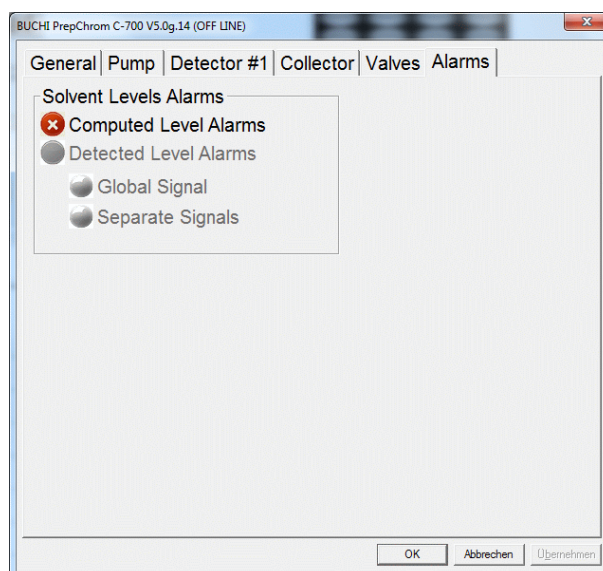 BUCHI PrepChrom C-700 V5.0g.14 (OFF LINE)
General Pump Detector #1 Collector Valves Alarms
Solvent Levels Alarms
Computed Level Alarms
Detected Level Alarms
Global Signal
Separate Signals
OK Abbrechen Übernehmen